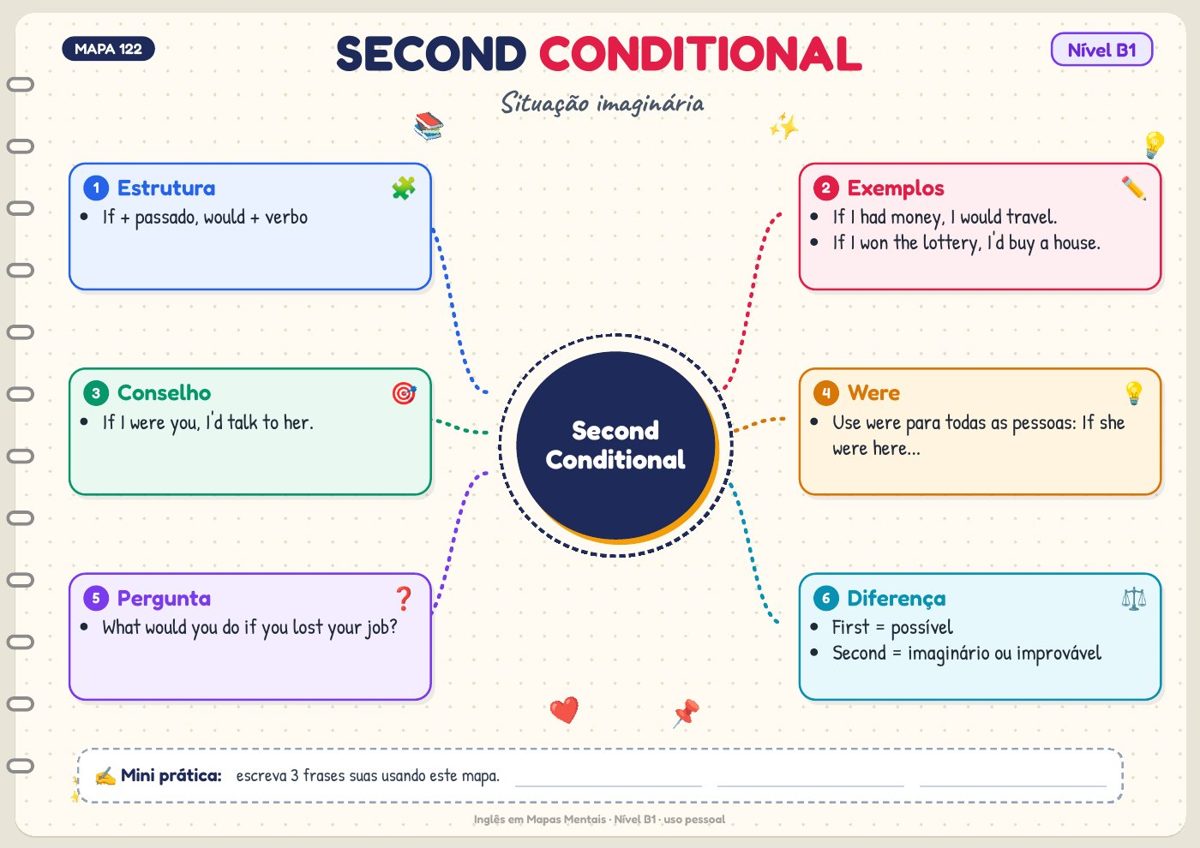 MAPA 122
SECOND CONDITIONAL
Nível B1
Situação imaginária
1 Estrutura
• If + passado, would + verbo
2 Exemplos
• If I had money, I would travel.
• If I won the lottery, I'd buy a house.
3 Conselho
• If I were you, I'd talk to her.
4 Were
• Use were para todas as pessoas: If she
were here...
Second
Conditional
5 Pergunta
• What would you do if you lost your job?
6 Diferença
• First = possível
• Second = imaginário ou improvável
Mini prática: escreva 3 frases suas usando este mapa.
Inglês em Mapas Mentais · Nível B1 · uso pessoal